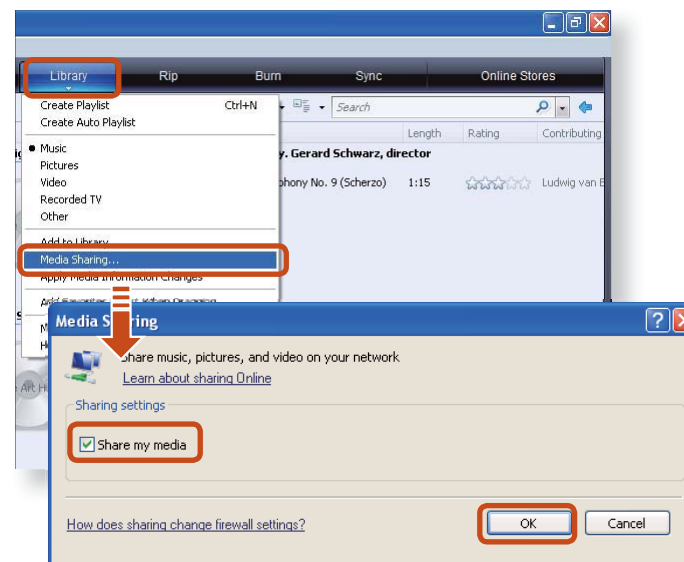 Library Rip Burn Sync Online Stores
Create Playlist Ctrl+N Search
Create Auto Playlist
Length Rating Contributing
Music y. Gerard Schwarz, director
Pictures
Video phony No. 9 (Scherzo) 1:15 Ludwig van B
Recorded TV
Other
Add to Library
Media Sharing...
Apply Media Information Changes
When Dragging
Media Sharing
Share music, pictures, and video on your network
Learn about sharing Online
Sharing settings
Share my media
How does sharing change firewall settings? OK Cancel